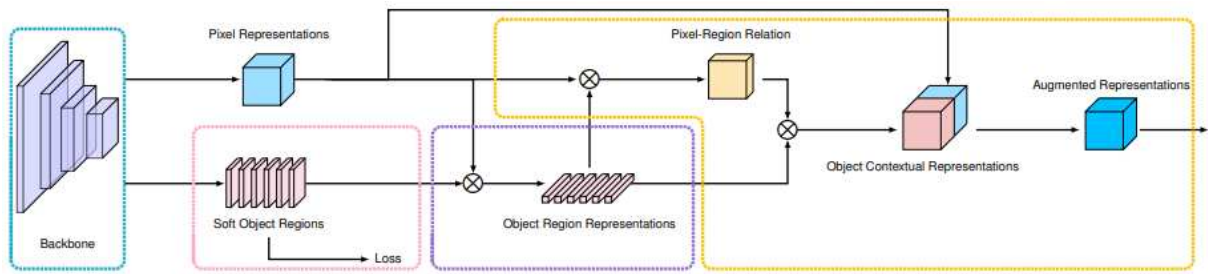 Pixel Representations
Pixel-Region Relation
Augmented Representations
Object Contextual Representations
Soft Object Regions
Object Region Representations
Backbone
Loss